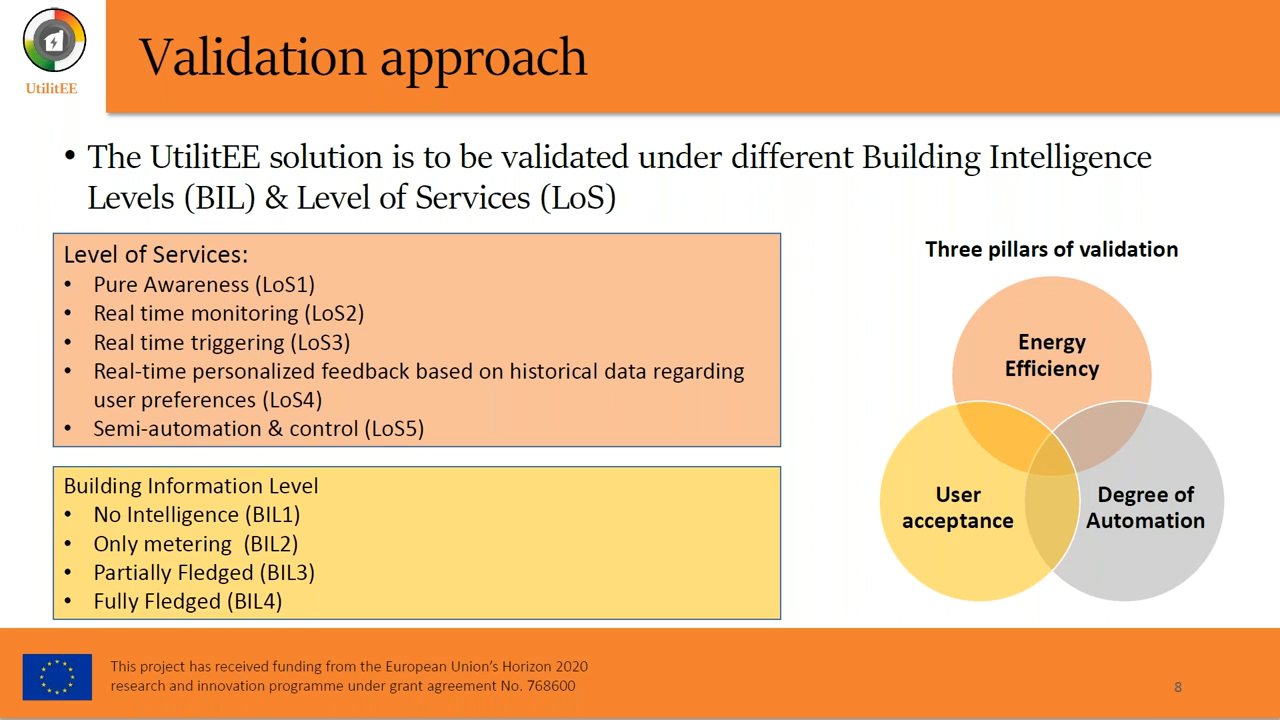 UtilitEE
Validation approach
• The UtilitEE solution is to be validated under different Building Intelligence
Levels (BIL) & Level of Services (LoS)
Level of Services:
• Pure Awareness (LoS1)
• Real time monitoring (LoS2)
• Real time triggering (LoS3)
• Real-time personalized feedback based on historical data regarding
user preferences (LoS4)
• Semi-automation & control (LoS5)
Building Information Level
• No Intelligence (BIL1)
• Only metering  (BIL2)
• Partially Fledged (BIL3)
• Fully Fledged (BIL4)
Three pillars of validation
Energy
Efficiency
User
acceptance
Degree of
Automation
This project has received funding from the European Union’s Horizon 2020
research and innovation programme under grant agreement No. 768600
8